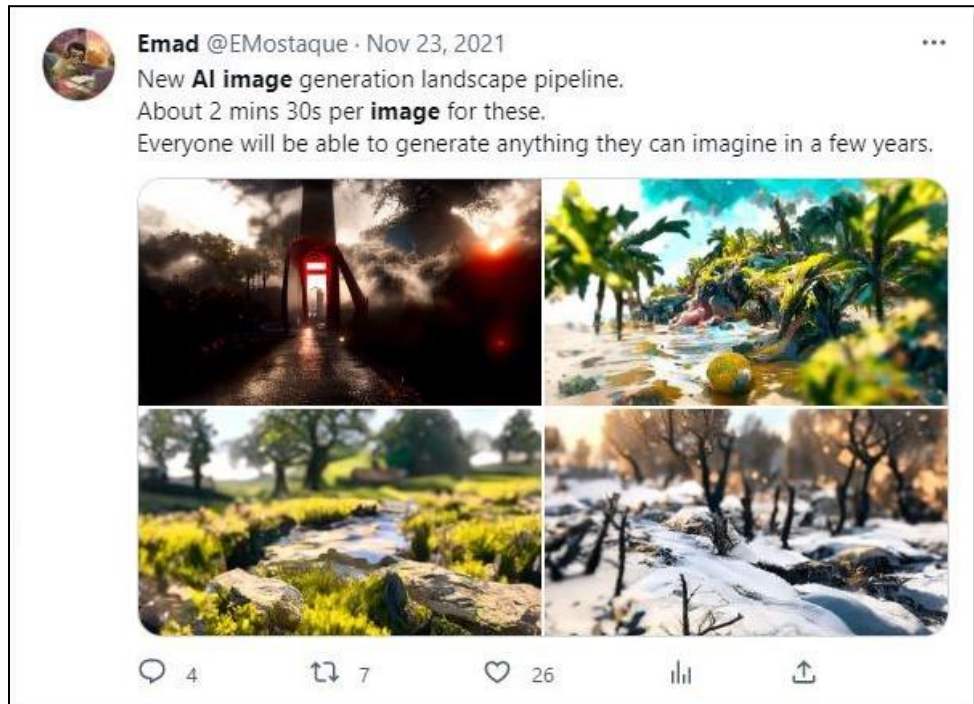 Emad @EMostaque · Nov 23, 2021
New AI image generation landscape pipeline.
About 2 mins 30s per image for these.
Everyone will be able to generate anything they can imagine in a few years.
4 7 26